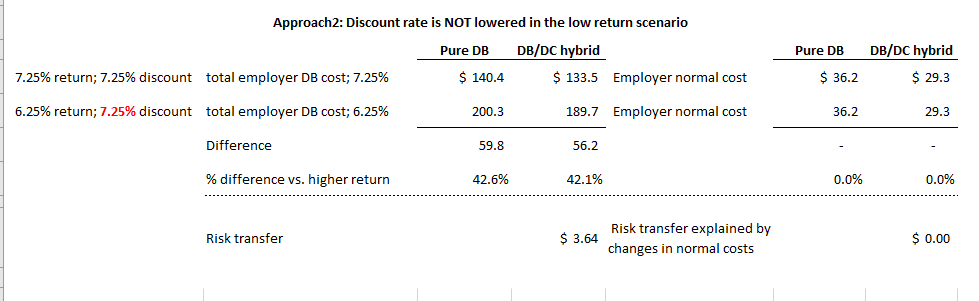 Approach2: Discount rate is NOT lowered in the low return scenario
Pure DB DB/DC hybrid Pure DB DB/DC hybrid
7.25% return; 7.25% discount total employer DB cost; 7.25% $ 140.4 $ 133.5 Employer normal cost $ 36.2 $ 29.3
6.25% return; 7.25% discount total employer DB cost; 6.25% 200.3 189.7 Employer normal cost 36.2 29.3
Difference 59.8 56.2 - -
% difference vs. higher return 42.6% 42.1% 0.0% 0.0%
Risk transfer $ 3.64 Risk transfer explained by changes in normal costs $ 0.00